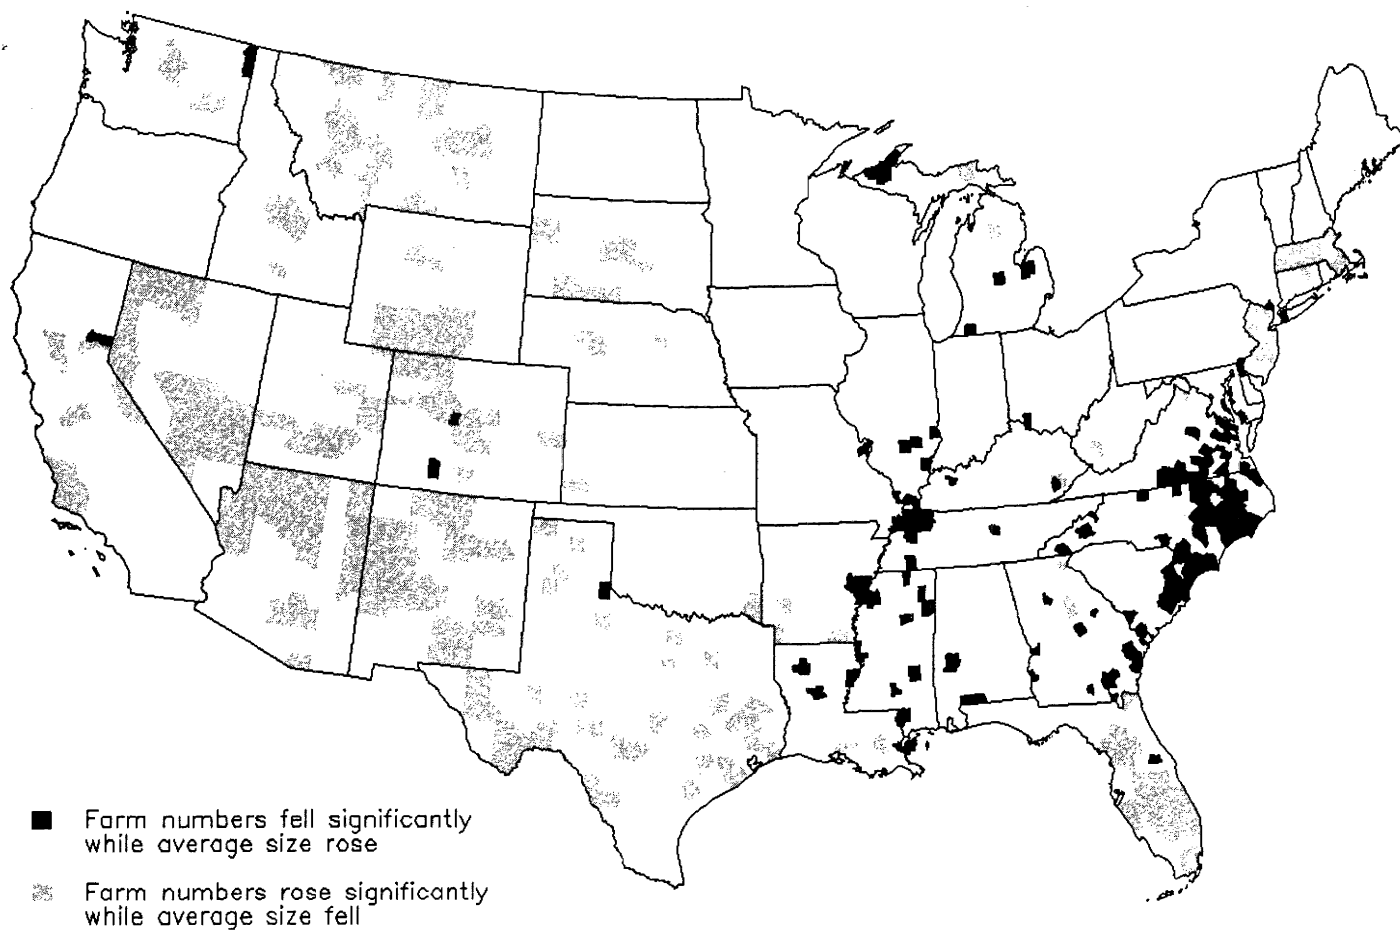 Farm numbers fell significantly
while average size rose
Farm numbers rose significantly
while average size fell